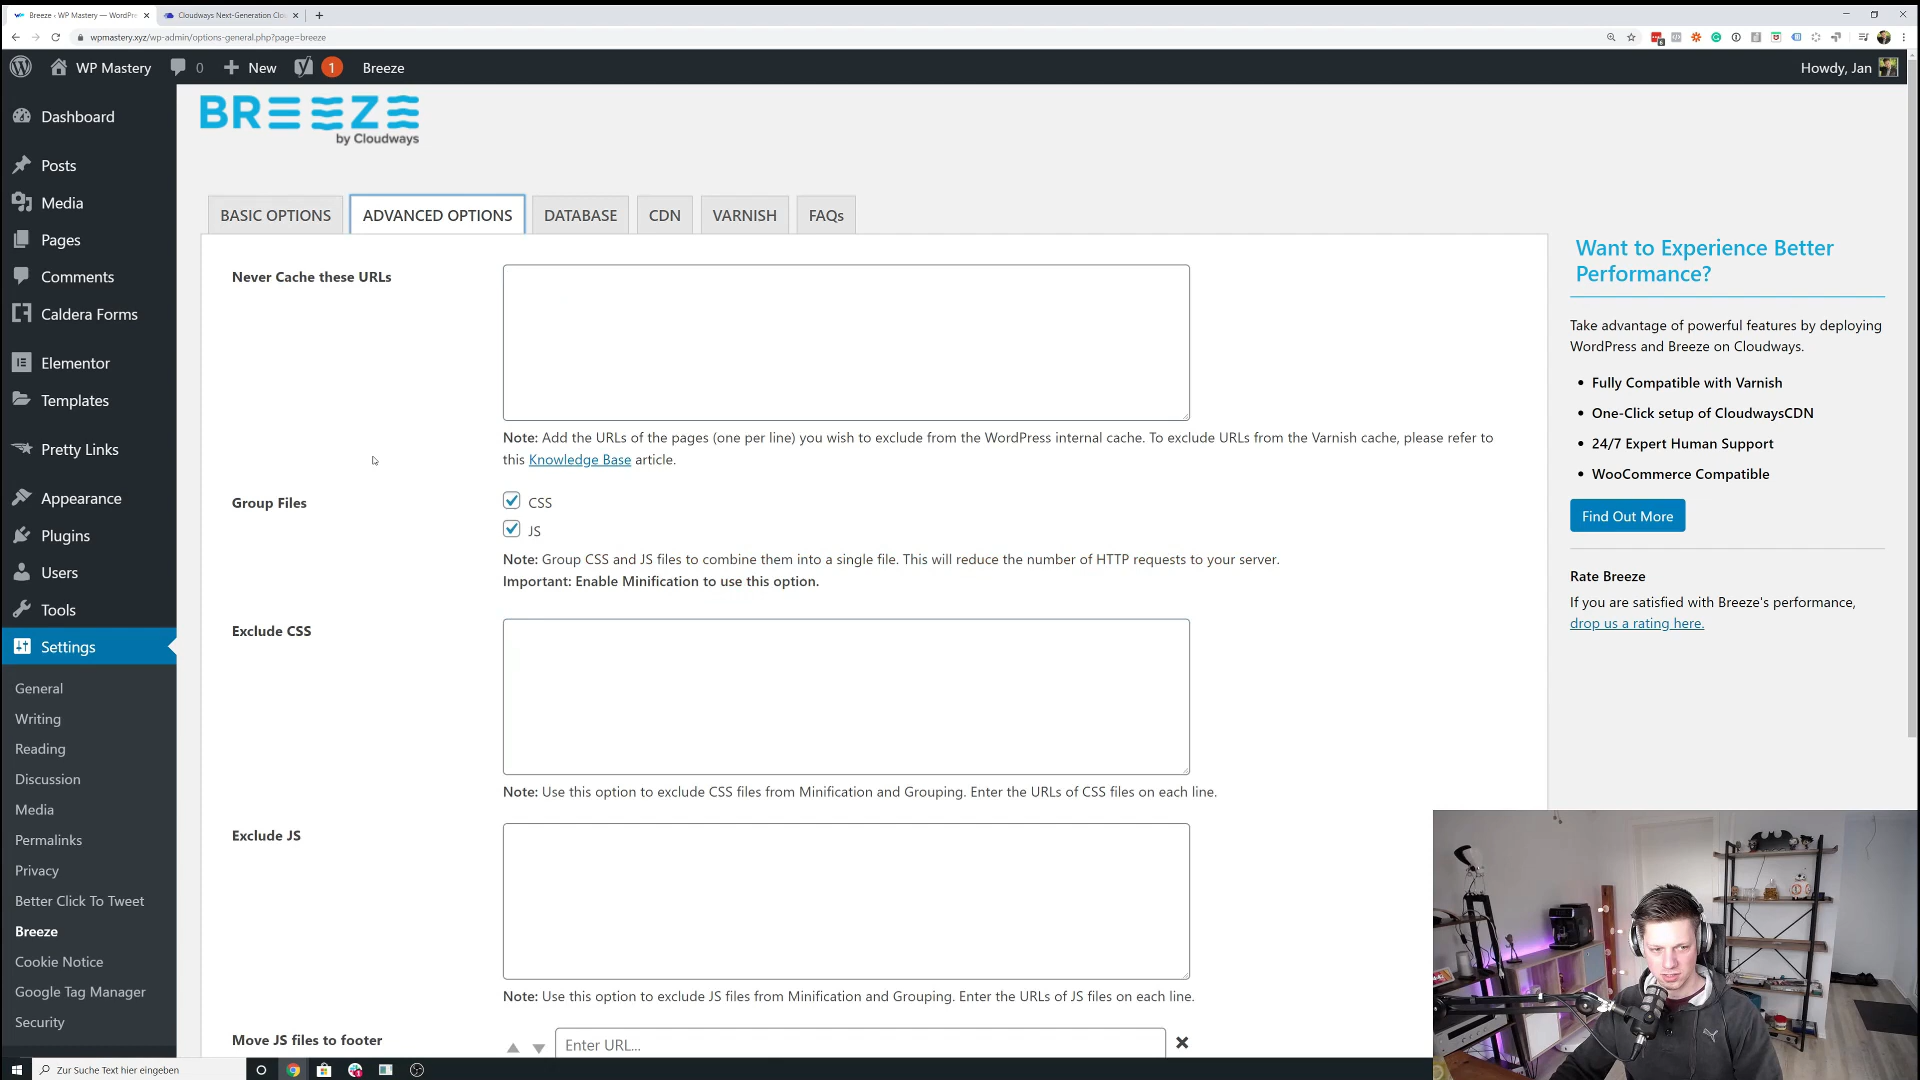 Breeze ‹ WP Mastery — WordPre
Cloudways Next-Generation Clo
wpmastery.xyz/wp-admin/options-general.php?page=breeze
WP Mastery
0
New
1
Breeze
Howdy, Jan
Dashboard
Posts
Media
Pages
Comments
Caldera Forms
Elementor
Templates
Pretty Links
Appearance
Plugins
Users
Tools
Settings
General
Writing
Reading
Discussion
Media
Permalinks
Privacy
Better Click To Tweet
Breeze
Cookie Notice
Google Tag Manager
Security
BREEZE
by Cloudways
BASIC OPTIONS
ADVANCED OPTIONS
DATABASE
CDN
VARNISH
FAQs
Never Cache these URLs
Note: Add the URLs of the pages (one per line) you wish to exclude from the WordPress internal cache. To exclude URLs from the Varnish cache, please refer to
this Knowledge Base article.
Group Files
CSS
JS
Note: Group CSS and JS files to combine them into a single file. This will reduce the number of HTTP requests to your server.
Important: Enable Minification to use this option.
Exclude CSS
Note: Use this option to exclude CSS files from Minification and Grouping. Enter the URLs of CSS files on each line.
Exclude JS
Note: Use this option to exclude JS files from Minification and Grouping. Enter the URLs of JS files on each line.
Move JS files to footer
Enter URL...
Want to Experience Better
Performance?
Take advantage of powerful features by deploying
WordPress and Breeze on Cloudways.
Fully Compatible with Varnish
One-Click setup of CloudwaysCDN
24/7 Expert Human Support
WooCommerce Compatible
Find Out More
Rate Breeze
If you are satisfied with Breeze's performance,
drop us a rating here.
Zur Suche Text hier eingeben